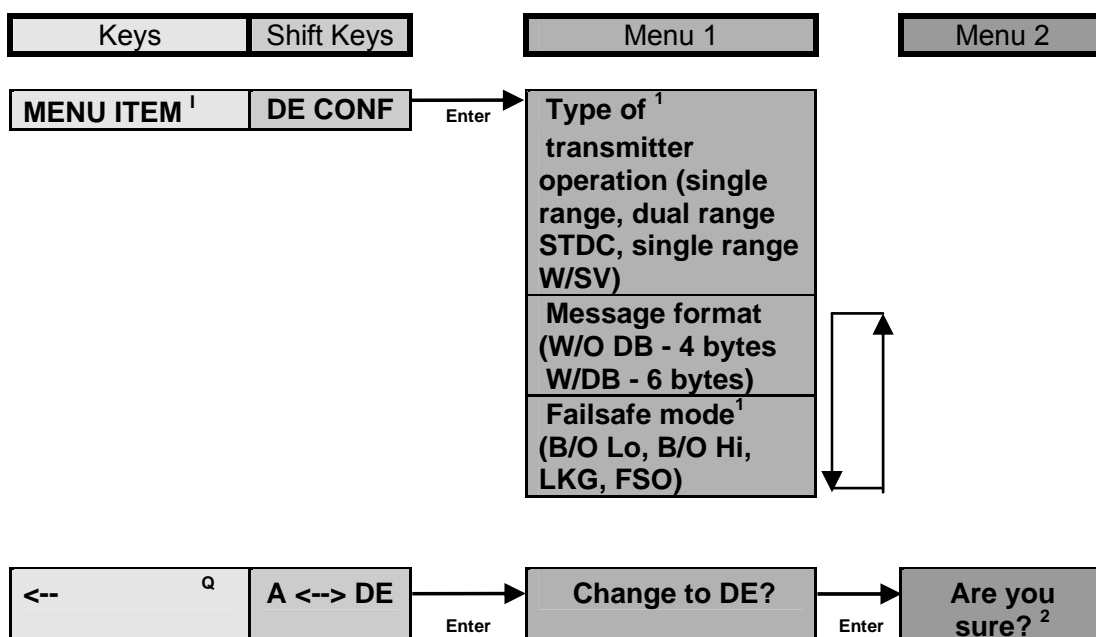 Keys Shift Keys Menu 1 Menu 2
MENU ITEM I DE CONF Enter Type of 1
transmitter
operation (single
range, dual range
STDC, single range
W/SV)
Message format
(W/O DB - 4 bytes
W/DB - 6 bytes)
Failsafe mode1
(B/O Lo, B/O Hi,
LKG, FSO)
<-- Q A <--> DE Enter Change to DE? Enter Are you
sure? 2